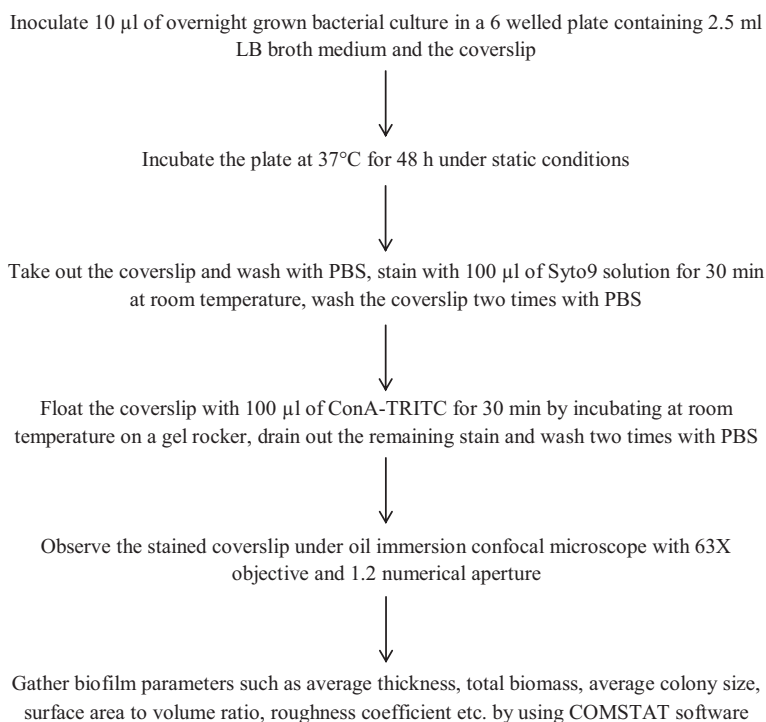 Inoculate 10 µl of overnight grown bacterial culture in a 6 welled plate containing 2.5 ml
LB broth medium and the coverslip
Incubate the plate at 37°C for 48 h under static conditions
Take out the coverslip and wash with PBS, stain with 100 µl of Syto9 solution for 30 min
at room temperature, wash the coverslip two times with PBS
Float the coverslip with 100 µl of ConA-TRITC for 30 min by incubating at room
temperature on a gel rocker, drain out the remaining stain and wash two times with PBS
Observe the stained coverslip under oil immersion confocal microscope with 63X
objective and 1.2 numerical aperture
Gather biofilm parameters such as average thickness, total biomass, average colony size,
surface area to volume ratio, roughness coefficient etc. by using COMSTAT software